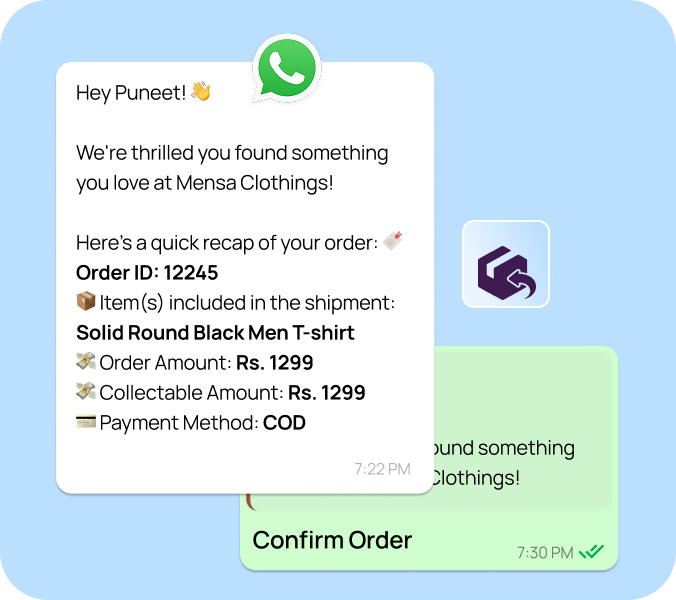 Hey Puneet! 👋
We're thrilled you found something
you love at Mensa Clothings!
Here's a quick recap of your order:
Order ID: 12245
📦 Item(s) included in the shipment:
Solid Round Black Men T-shirt
💸 Order Amount: Rs. 1299
💸 Collectable Amount: Rs. 1299
💳 Payment Method: COD
7:22 PM
something
Clothings!
Confirm Order
7:30 PM